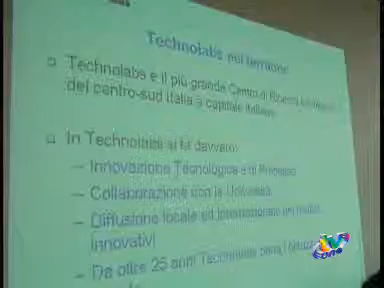 Technolabs nel territorio
Technolabs è il più grande Centro di Ricerca
del centro-sud Italia a capitale italiano
In Technolabs si fa davvero:
– Innovazione Tecnologica e di Processo
– Collaborazione con le Università
– Diffusione locale ed internazionale dei
innovativi
– Da oltre 25 anni Technolabs
TV